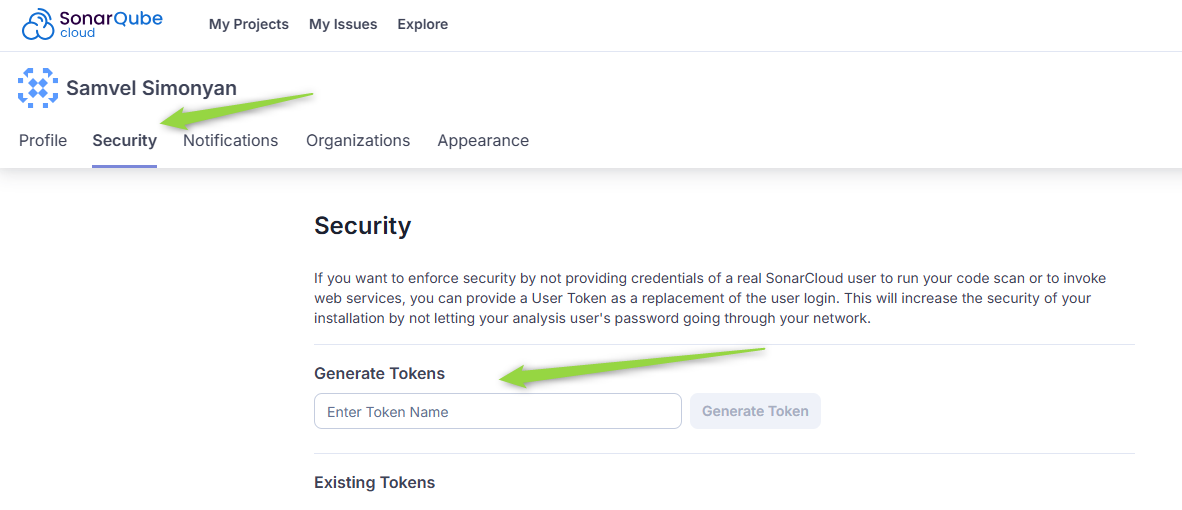 SonarQube
cloud
My Projects My Issues Explore
Samvel Simonyan
Profile Security Notifications Organizations Appearance
Security
If you want to enforce security by not providing credentials of a real SonarCloud user to run your code scan or to invoke
web services, you can provide a User Token as a replacement of the user login. This will increase the security of your
installation by not letting your analysis user's password going through your network.
Generate Tokens
Enter Token Name Generate Token
Existing Tokens